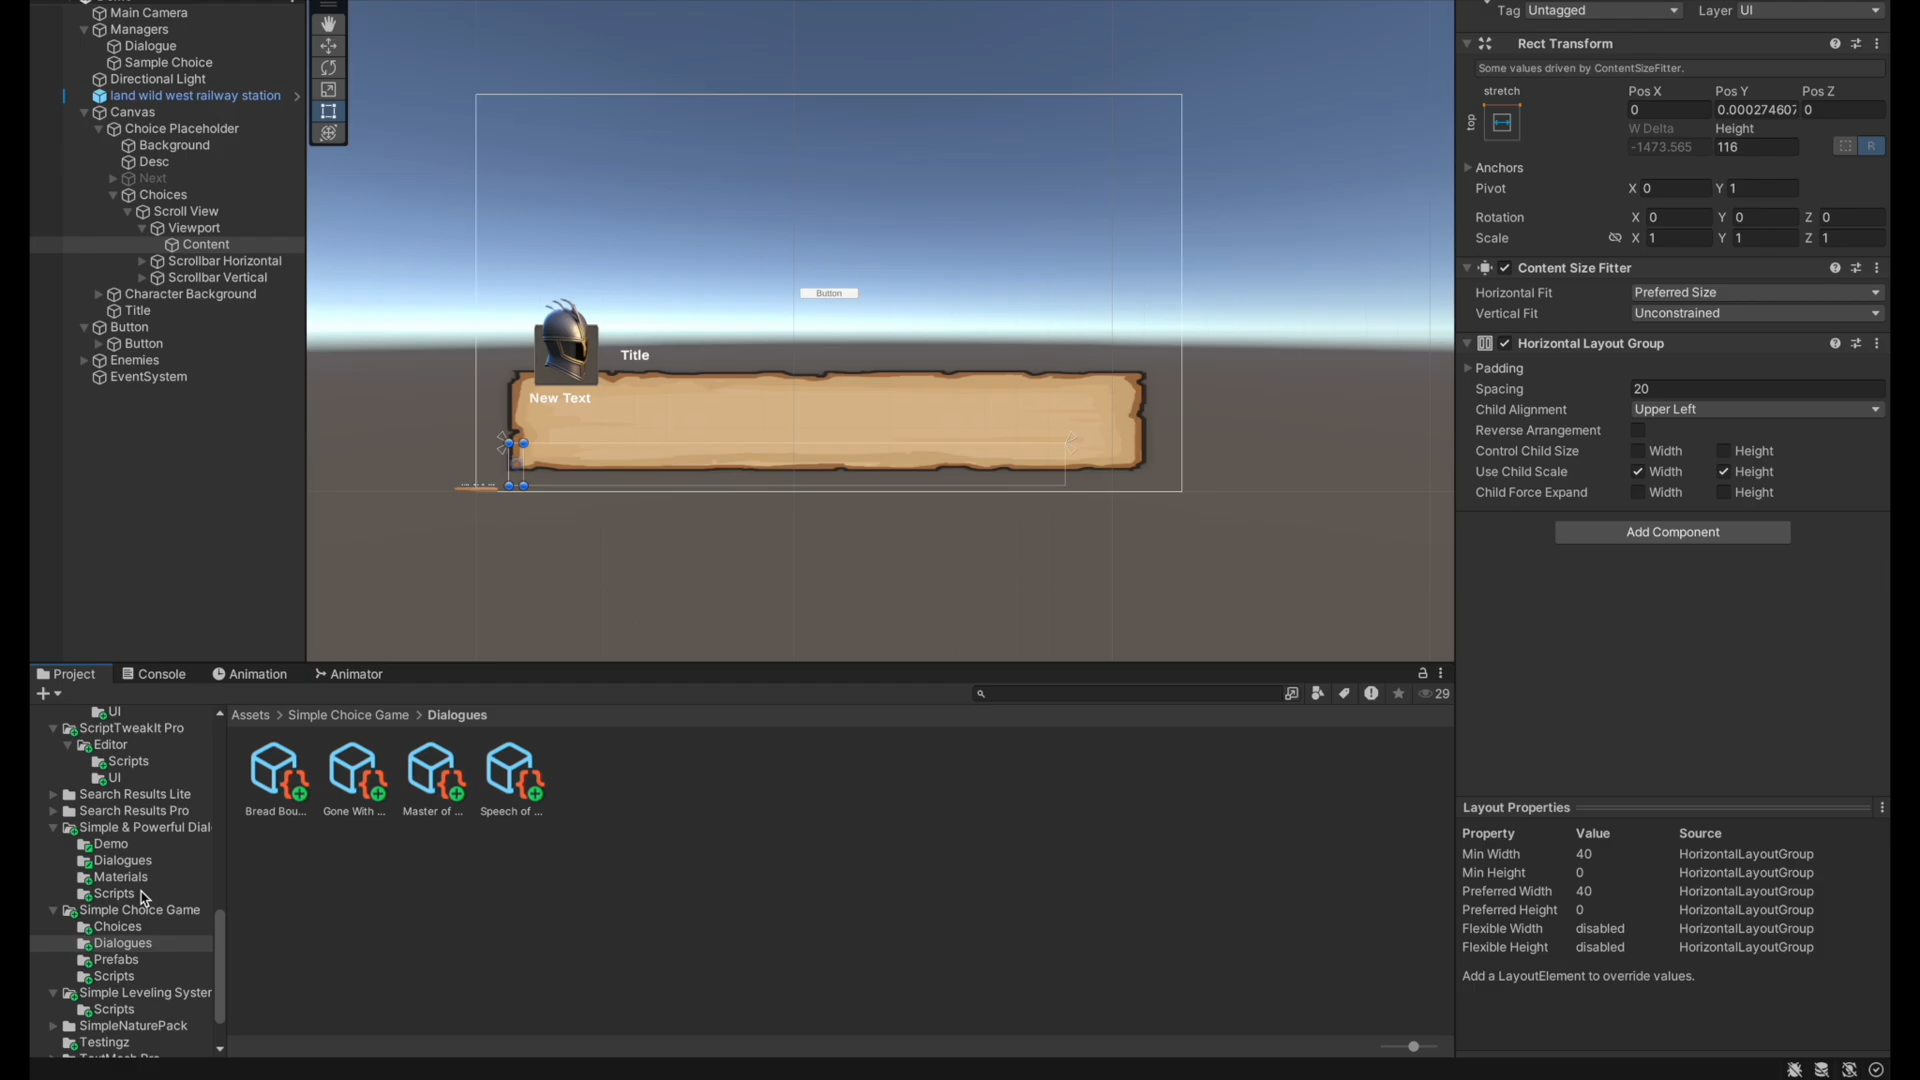 Main Camera
Managers
Dialogue
Sample Choice
Directional Light
land wild west railway station
Canvas
Choice Placeholder
Background
Desc
Next
Choices
Scroll View
Viewport
Content
Scrollbar Horizontal
Scrollbar Vertical
Character Background
Title
Button
Button
Enemies
EventSystem
Button
Title
New Text
Tag Untagged Layer UI
Rect Transform
Some values driven by ContentSizeFitter.
stretch Pos X Pos Y Pos Z
top 0 0.000274607 0
W Delta Height
-1473.565 116 R
Anchors
Pivot X 0 Y 1
Rotation X 0 Y 0 Z 0
Scale X 1 Y 1 Z 1
Content Size Fitter
Horizontal Fit Preferred Size
Vertical Fit Unconstrained
Horizontal Layout Group
Padding
Spacing 20
Child Alignment Upper Left
Reverse Arrangement
Control Child Size Width Height
Use Child Scale Width Height
Child Force Expand Width Height
Add Component
Layout Properties
Property Value Source
Min Width 40 HorizontalLayoutGroup
Min Height 0 HorizontalLayoutGroup
Preferred Width 40 HorizontalLayoutGroup
Preferred Height 0 HorizontalLayoutGroup
Flexible Width disabled HorizontalLayoutGroup
Flexible Height disabled HorizontalLayoutGroup
Add a LayoutElement to override values.
Project Console Animation Animator
29
UI
ScriptTweakIt Pro
Editor
Scripts
UI
Search Results Lite
Search Results Pro
Simple & Powerful Dial
Demo
Dialogues
Materials
Scripts
Simple Choice Game
Choices
Dialogues
Prefabs
Scripts
Simple Leveling Syster
Scripts
SimpleNaturePack
Testingz
TextMesh Pro
Assets > Simple Choice Game > Dialogues
Bread Bou... Gone With ... Master of ... Speech of ...